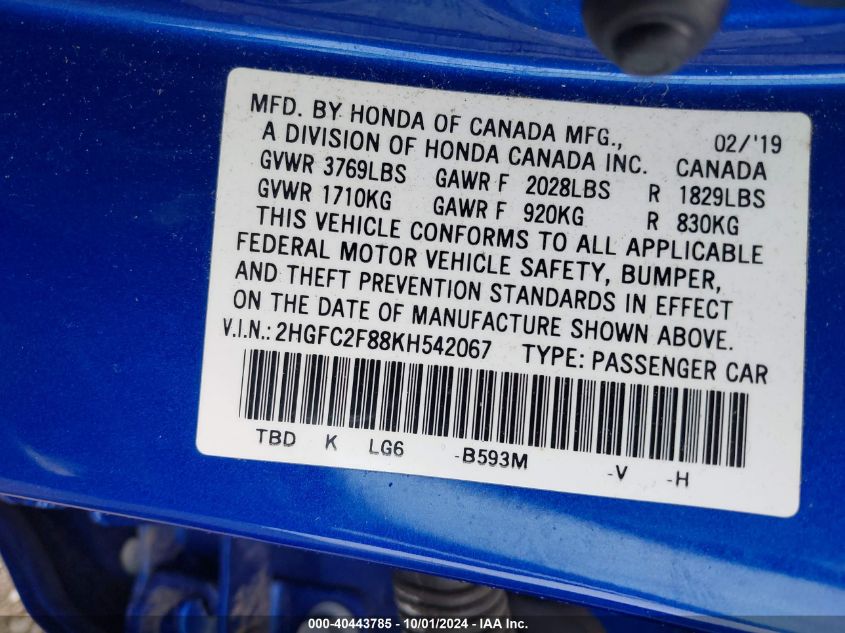 MFD. BY HONDA OF CANADA MFG., 02/'19
A DIVISION OF HONDA CANADA INC. CANADA
GVWR 3769LBS GAWR F 2028LBS R 1829LBS
GVWR 1710KG GAWR F 920KG R 830KG
THIS VEHICLE CONFORMS TO ALL APPLICABLE
FEDERAL MOTOR VEHICLE SAFETY, BUMPER,
AND THEFT PREVENTION STANDARDS IN EFFECT
ON THE DATE OF MANUFACTURE SHOWN ABOVE.
V.I.N.: 2HGFC2F88KH542067 TYPE: PASSENGER CAR
TBD K LG6 -B593M -V -H
000-40443785 - 10/01/2024 - IAA Inc.